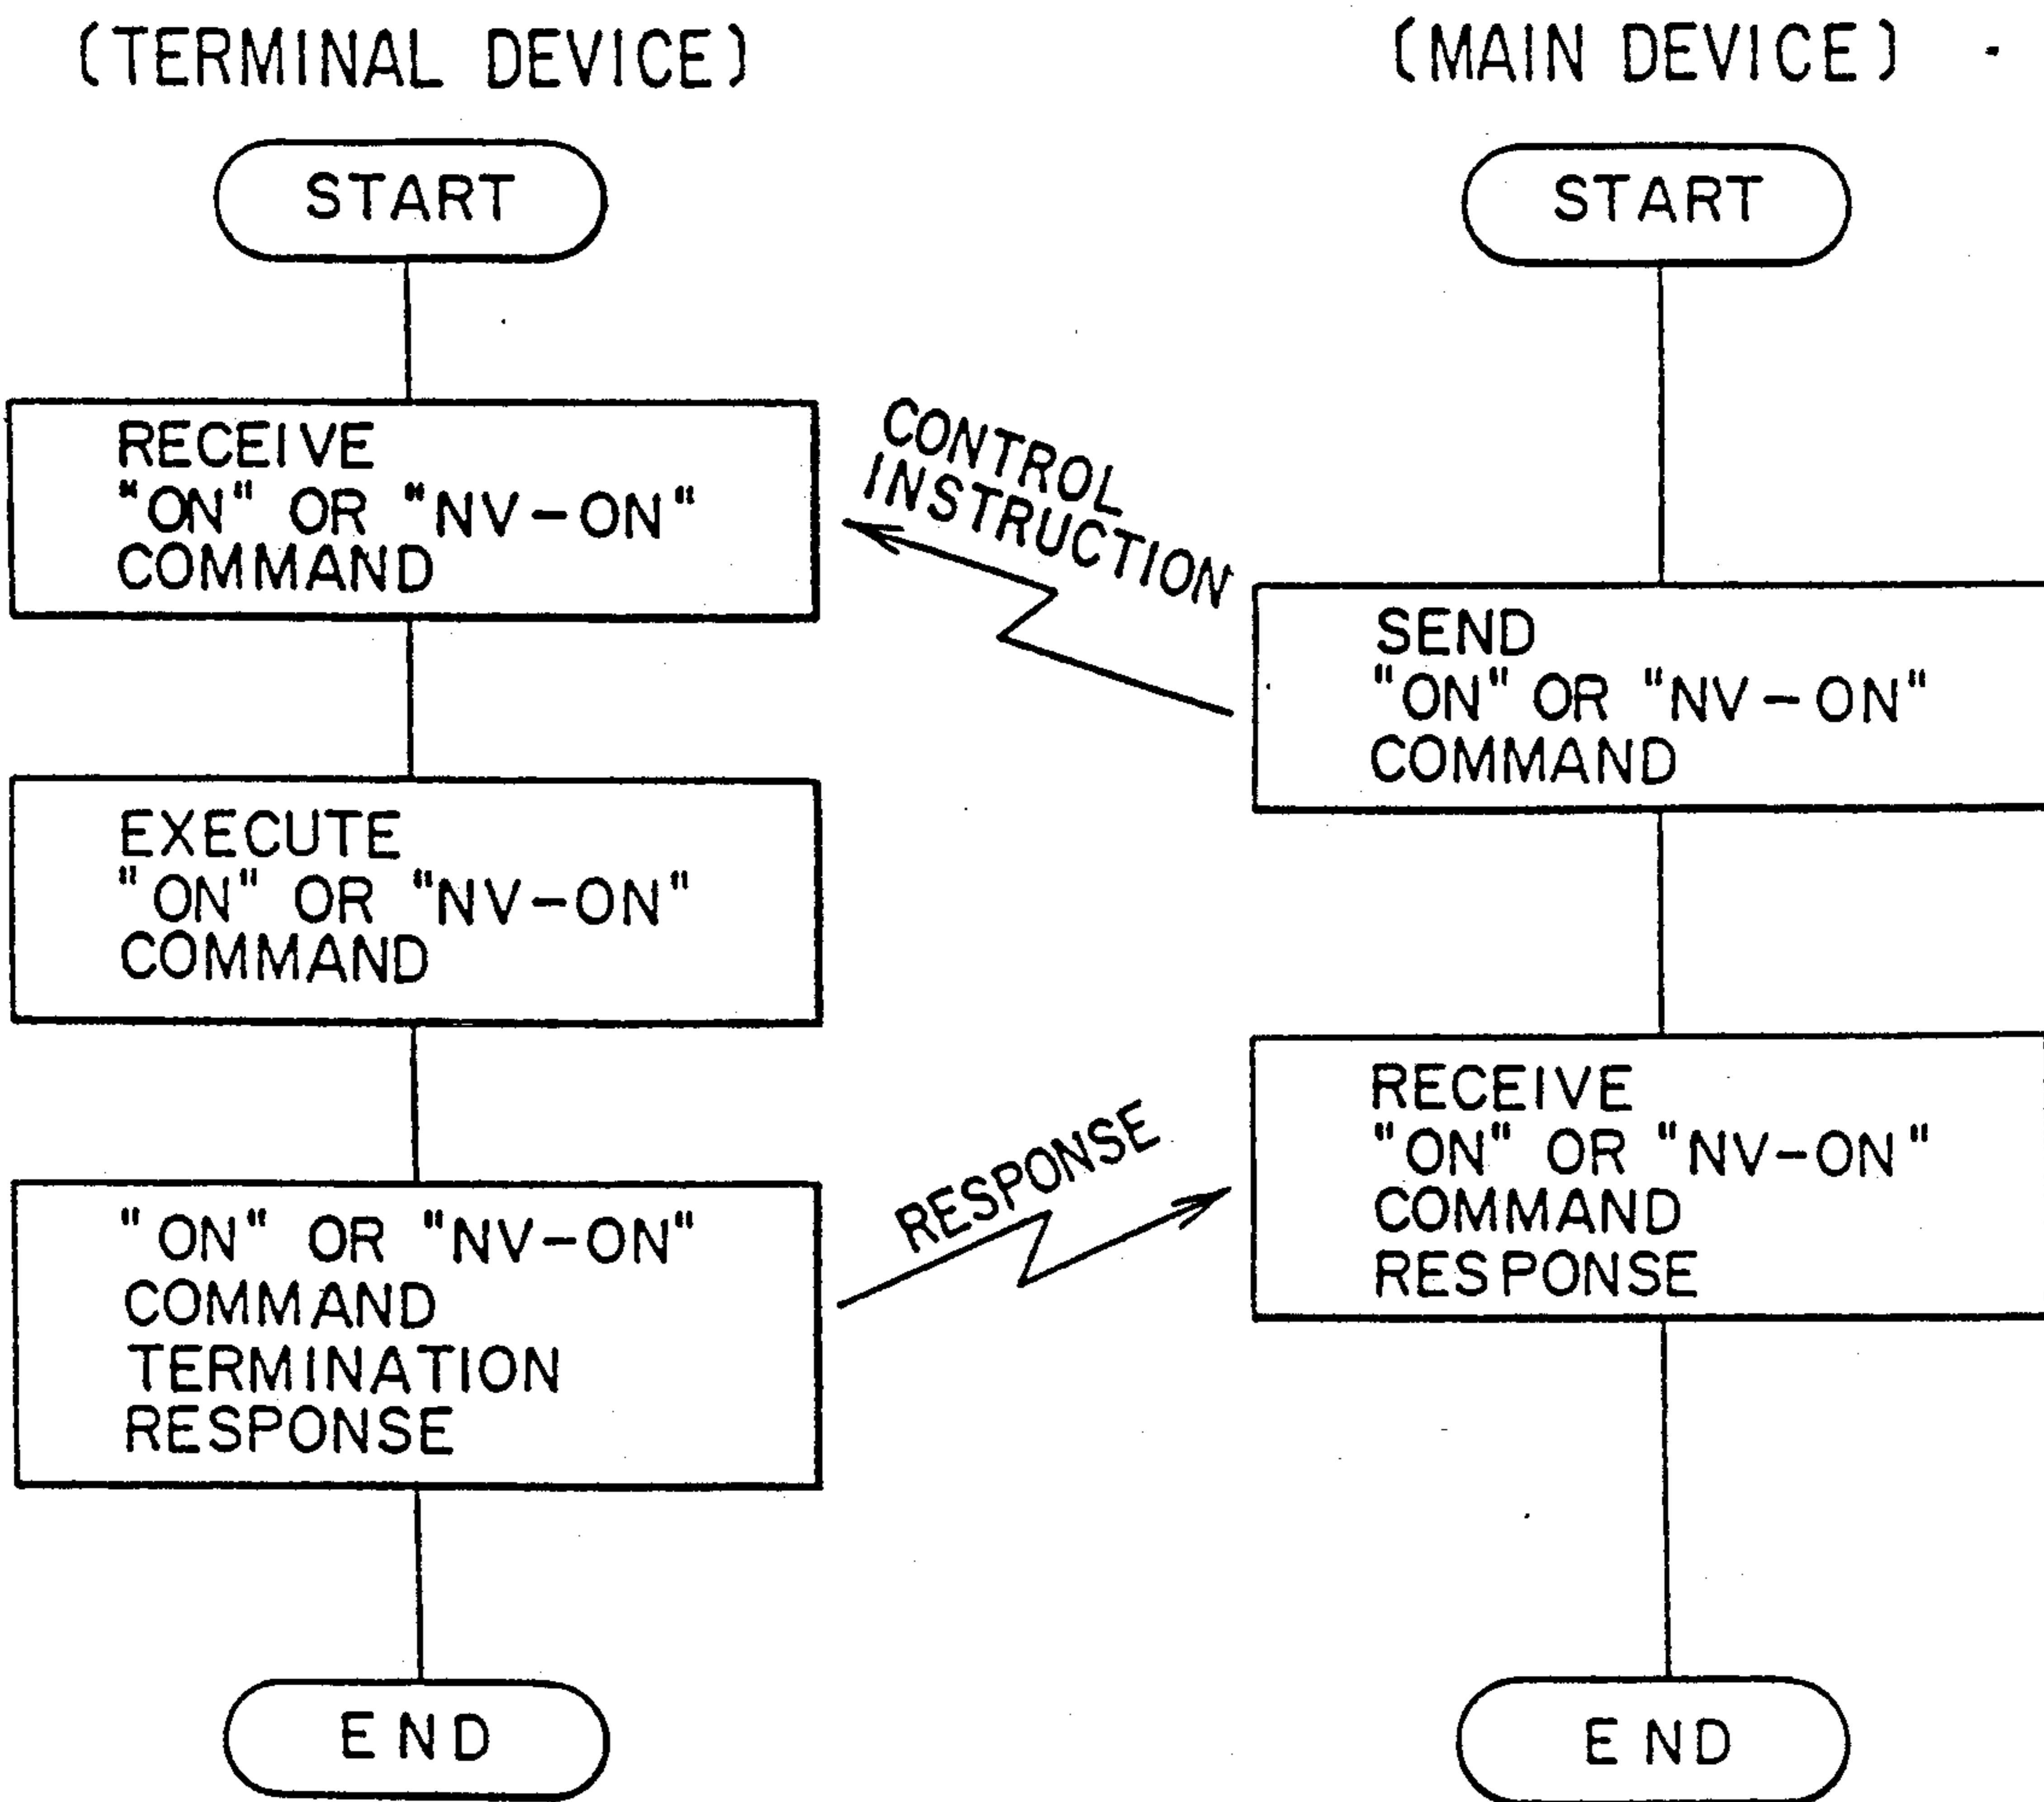 (TERMINAL DEVICE)
START
RECEIVE
"ON" OR "NV-ON"
COMMAND
EXECUTE
"ON" OR "NV-ON"
COMMAND
"ON" OR "NV-ON"
COMMAND
TERMINATION
RESPONSE
END
CONTROL
INSTRUCTION
RESPONSE
(MAIN DEVICE)
START
SEND
"ON" OR "NV-ON"
COMMAND
RECEIVE
"ON" OR "NV-ON"
COMMAND
RESPONSE
END